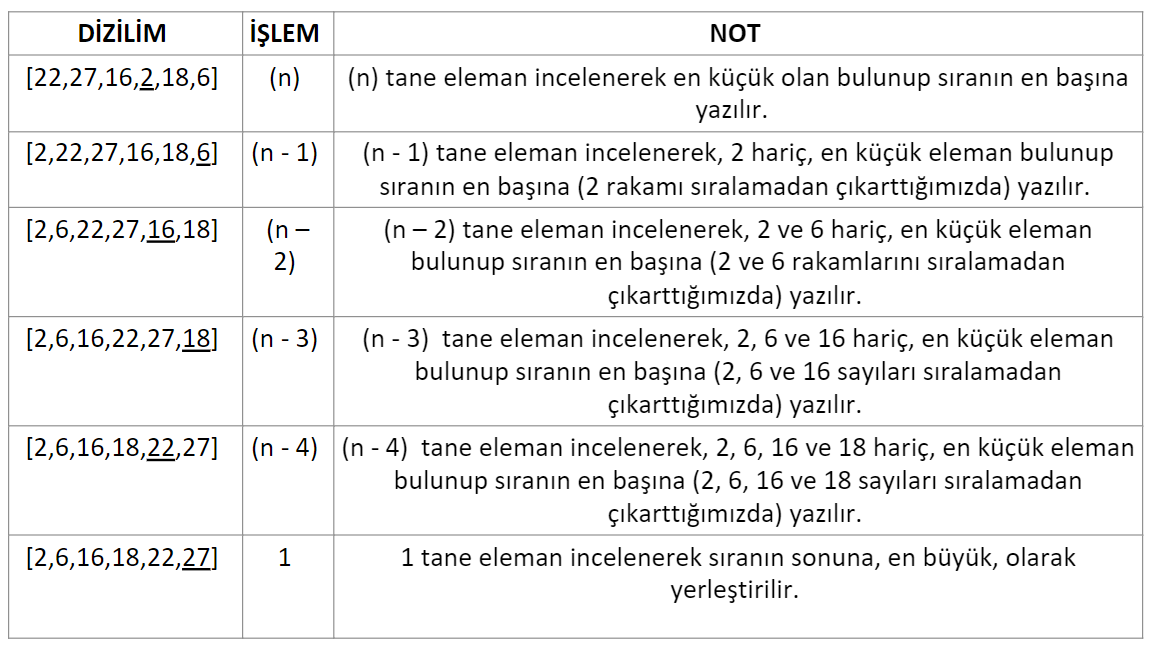 DİZİLİM İŞLEM NOT
[22,27,16,2,18,6] (n) (n) tane eleman incelenerek en küçük olan bulunup sıranın en başına
yazılır.
[2,22,27,16,18,6] (n - 1) (n - 1) tane eleman incelenerek, 2 hariç, en küçük eleman bulunup
sıranın en başına (2 rakamı sıralamadan çıkarttığımızda) yazılır.
[2,6,22,27,16,18] (n – (n – 2) tane eleman incelenerek, 2 ve 6 hariç, en küçük eleman
2) bulunup sıranın en başına (2 ve 6 rakamlarını sıralamadan
çıkarttığımızda) yazılır.
[2,6,16,22,27,18] (n - 3) (n - 3) tane eleman incelenerek, 2, 6 ve 16 hariç, en küçük eleman
bulunup sıranın en başına (2, 6 ve 16 sayıları sıralamadan
çıkarttığımızda) yazılır.
[2,6,16,18,22,27] (n - 4) (n - 4) tane eleman incelenerek, 2, 6, 16 ve 18 hariç, en küçük eleman
bulunup sıranın en başına (2, 6, 16 ve 18 sayıları sıralamadan
çıkarttığımızda) yazılır.
[2,6,16,18,22,27] 1 1 tane eleman incelenerek sıranın sonuna, en büyük, olarak
yerleştirilir.